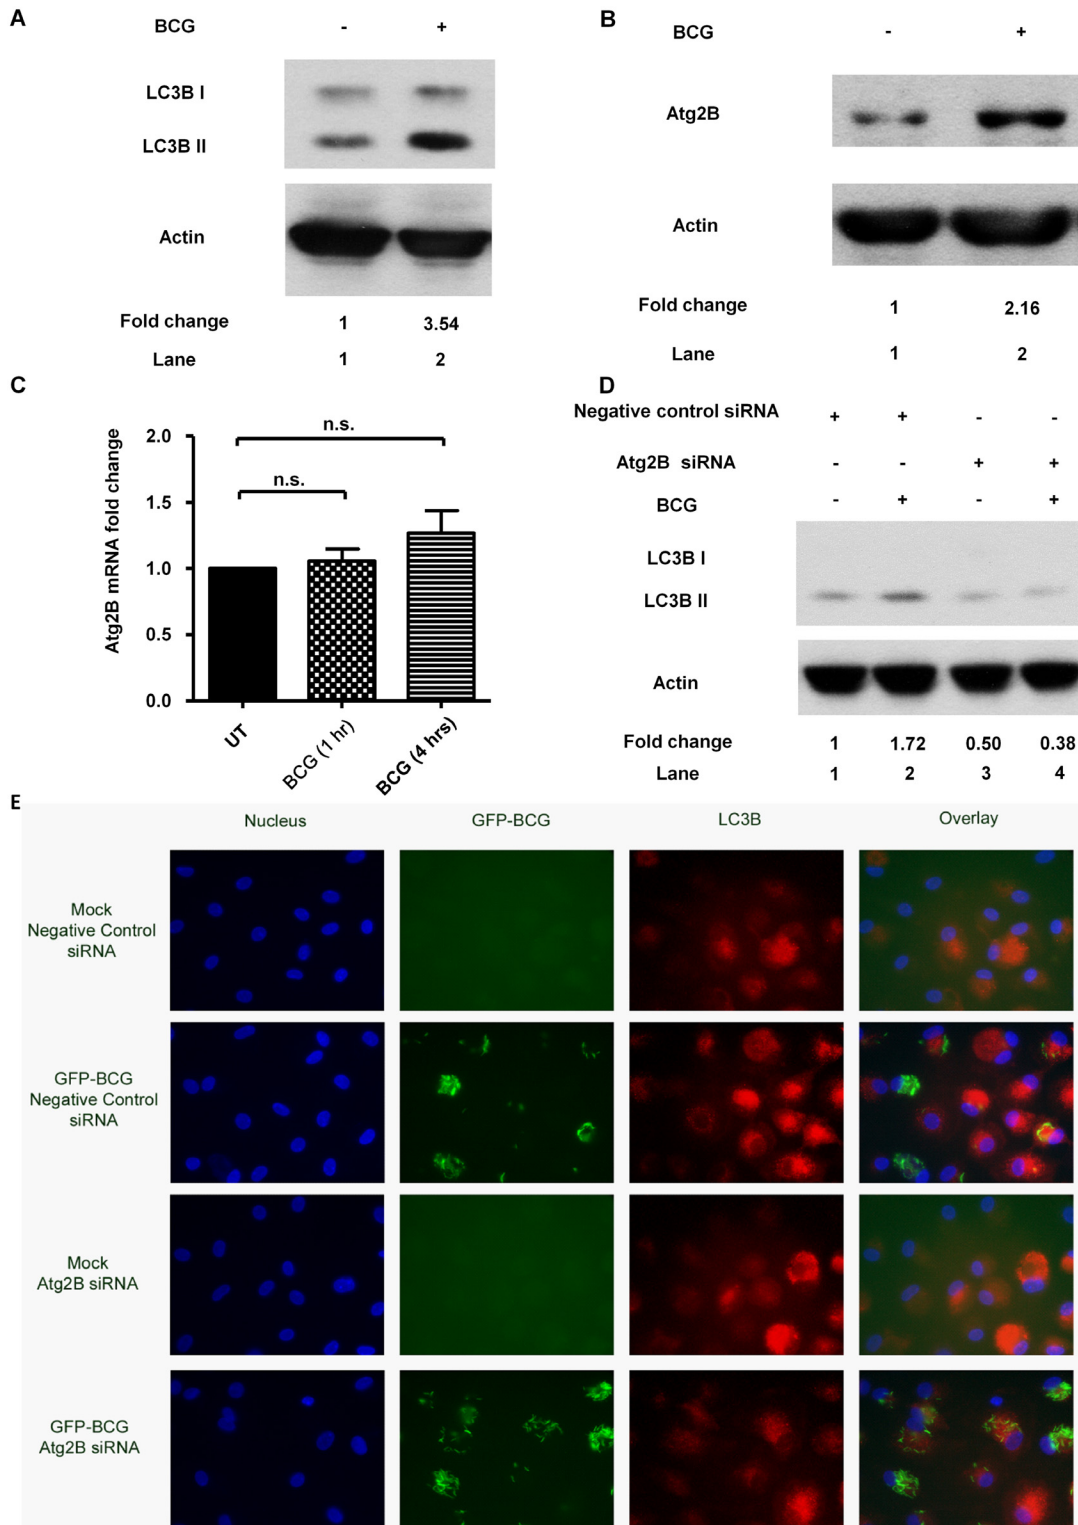 A
BCG - +
LC3B I
LC3B II
Actin
Fold change 1 3.54
Lane 1 2
B
BCG - +
Atg2B
Actin
Fold change 1 2.16
Lane 1 2
C
Atg2B mRNA fold change
2.0
1.5
1.0
0.5
0.0
n.s.
n.s.
UT
BCG (1 hr)
BCG (4 hrs)
D
Negative control siRNA + + - -
Atg2B siRNA - - + +
BCG - + - +
LC3B I
LC3B II
Actin
Fold change 1 1.72 0.50 0.38
Lane 1 2 3 4
E
Nucleus GFP-BCG LC3B Overlay
Mock
Negative Control
siRNA
GFP-BCG
Negative Control
siRNA
Mock
Atg2B siRNA
GFP-BCG
Atg2B siRNA